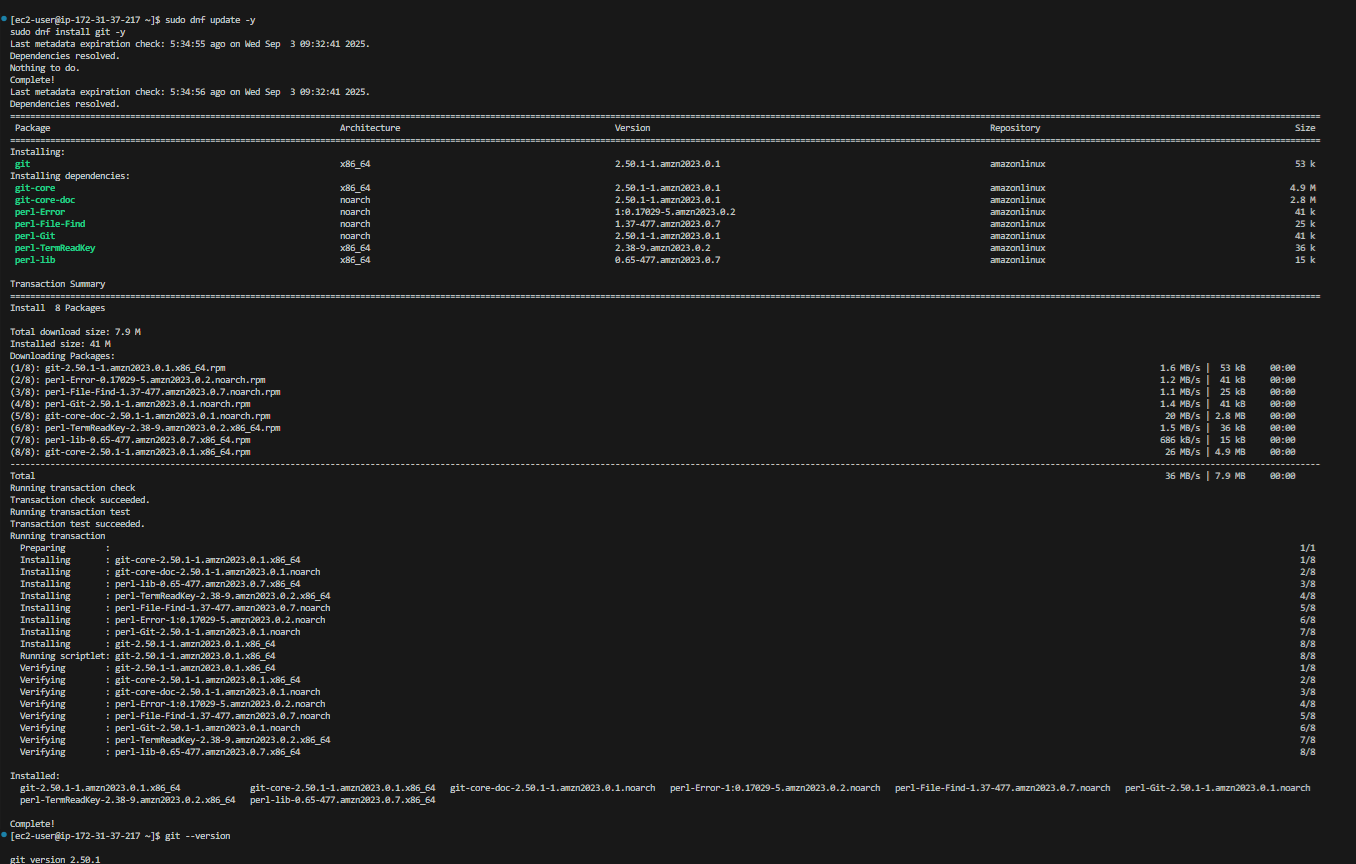 [ec2-user@ip-172-31-37-217 ~]$ sudo dnf update -y
sudo dnf install git -y
Last metadata expiration check: 5:34:55 ago on Wed Sep  3 09:32:41 2025.
Dependencies resolved.
Nothing to do.
Complete!
Last metadata expiration check: 5:34:56 ago on Wed Sep  3 09:32:41 2025.
Dependencies resolved.
Package Architecture Version Repository Size
Installing:
git x86_64 2.50.1-1.amzn2023.0.1 amazonlinux 53 k
Installing dependencies:
git-core x86_64 2.50.1-1.amzn2023.0.1 amazonlinux 4.9 M
git-core-doc noarch 2.50.1-1.amzn2023.0.1 amazonlinux 2.8 M
perl-Error noarch 1:0.17029-5.amzn2023.0.2 amazonlinux 41 k
perl-File-Find noarch 1.37-477.amzn2023.0.7 amazonlinux 25 k
perl-Git noarch 2.50.1-1.amzn2023.0.1 amazonlinux 41 k
perl-TermReadKey x86_64 2.38-9.amzn2023.0.2 amazonlinux 36 k
perl-lib x86_64 0.65-477.amzn2023.0.7 amazonlinux 15 k
Transaction Summary
Install  8 Packages
Total download size: 7.9 M
Installed size: 41 M
Downloading Packages:
(1/8): git-2.50.1-1.amzn2023.0.1.x86_64.rpm 1.6 MB/s | 53 kB 00:00
(2/8): perl-Error-0.17029-5.amzn2023.0.2.noarch.rpm 1.2 MB/s | 41 kB 00:00
(3/8): perl-File-Find-1.37-477.amzn2023.0.7.noarch.rpm 1.1 MB/s | 25 kB 00:00
(4/8): perl-Git-2.50.1-1.amzn2023.0.1.noarch.rpm 1.4 MB/s | 41 kB 00:00
(5/8): git-core-doc-2.50.1-1.amzn2023.0.1.noarch.rpm 20 MB/s | 2.8 MB 00:00
(6/8): perl-TermReadKey-2.38-9.amzn2023.0.2.x86_64.rpm 1.5 MB/s | 36 kB 00:00
(7/8): perl-lib-0.65-477.amzn2023.0.7.x86_64.rpm 686 kB/s | 15 kB 00:00
(8/8): git-core-2.50.1-1.amzn2023.0.1.x86_64.rpm 26 MB/s | 4.9 MB 00:00
Total 36 MB/s | 7.9 MB 00:00
Running transaction check
Transaction check succeeded.
Running transaction test
Transaction test succeeded.
Running transaction
Preparing : 1/1
Installing : git-core-2.50.1-1.amzn2023.0.1.x86_64 1/8
Installing : git-core-doc-2.50.1-1.amzn2023.0.1.noarch 2/8
Installing : perl-lib-0.65-477.amzn2023.0.7.x86_64 3/8
Installing : perl-TermReadKey-2.38-9.amzn2023.0.2.x86_64 4/8
Installing : perl-File-Find-1.37-477.amzn2023.0.7.noarch 5/8
Installing : perl-Error-1:0.17029-5.amzn2023.0.2.noarch 6/8
Installing : perl-Git-2.50.1-1.amzn2023.0.1.noarch 7/8
Installing : git-2.50.1-1.amzn2023.0.1.x86_64 8/8
Running scriptlet: git-2.50.1-1.amzn2023.0.1.x86_64 8/8
Verifying : git-2.50.1-1.amzn2023.0.1.x86_64 1/8
Verifying : git-core-2.50.1-1.amzn2023.0.1.x86_64 2/8
Verifying : git-core-doc-2.50.1-1.amzn2023.0.1.noarch 3/8
Verifying : perl-Error-1:0.17029-5.amzn2023.0.2.noarch 4/8
Verifying : perl-File-Find-1.37-477.amzn2023.0.7.noarch 5/8
Verifying : perl-Git-2.50.1-1.amzn2023.0.1.noarch 6/8
Verifying : perl-TermReadKey-2.38-9.amzn2023.0.2.x86_64 7/8
Verifying : perl-lib-0.65-477.amzn2023.0.7.x86_64 8/8
Installed:
git-2.50.1-1.amzn2023.0.1.x86_64 git-core-2.50.1-1.amzn2023.0.1.x86_64 git-core-doc-2.50.1-1.amzn2023.0.1.noarch perl-Error-1:0.17029-5.amzn2023.0.2.noarch perl-File-Find-1.37-477.amzn2023.0.7.noarch perl-Git-2.50.1-1.amzn2023.0.1.noarch
perl-TermReadKey-2.38-9.amzn2023.0.2.x86_64 perl-lib-0.65-477.amzn2023.0.7.x86_64
Complete!
[ec2-user@ip-172-31-37-217 ~]$ git --version
git version 2.50.1